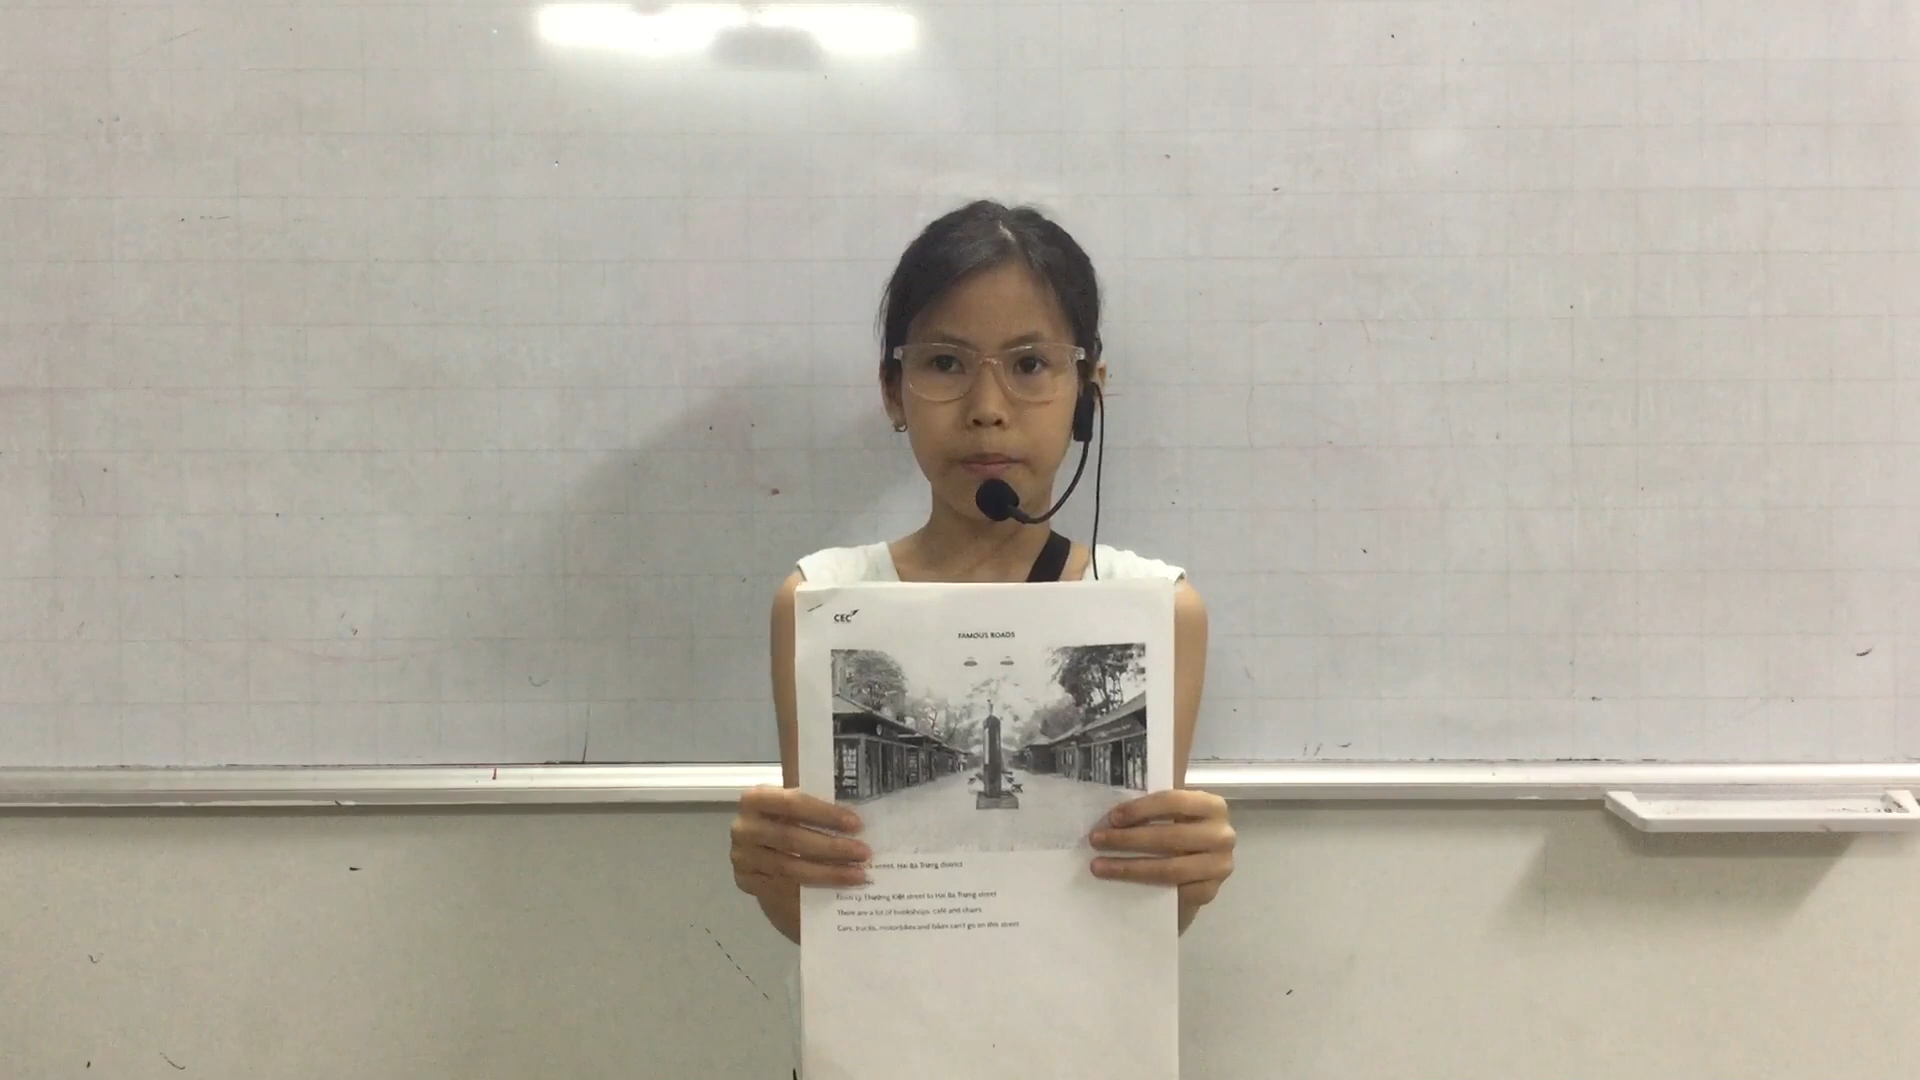 CEC
FAMOUS ROADS
street, Hai Bà Trưng district
From Lý Thường Kiệt street to Hai Bà Trưng street
There are a lot of bookshops, café and chairs
Cars, trucks, motorbikes and bikes can't go on this street